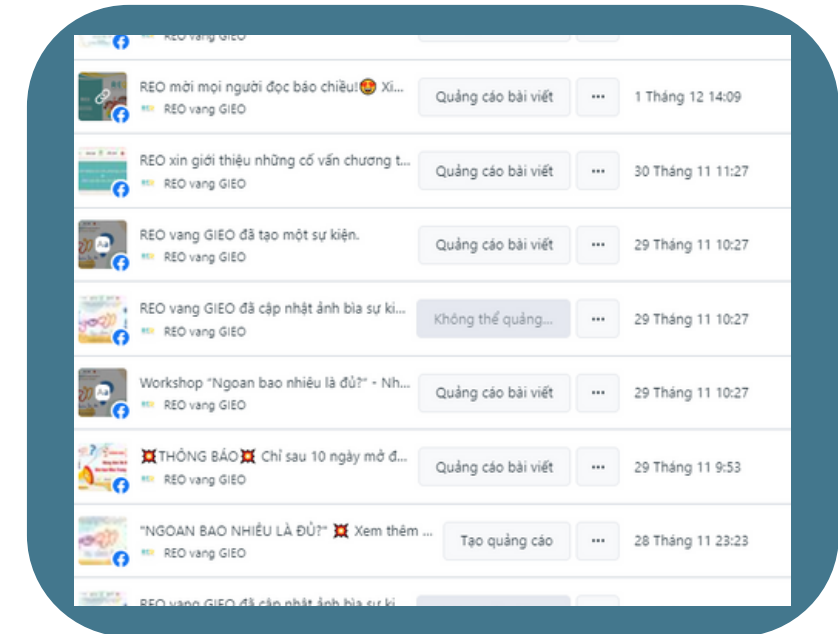 REO vang GIEO
REO mời mọi người đọc báo chiều!😍 Xi...
REO vang GIEO
Quảng cáo bài viết
...
1 Tháng 12 14:09
REO xin giới thiệu những cố vấn chương t...
REO vang GIEO
Quảng cáo bài viết
...
30 Tháng 11 11:27
REO vang GIEO đã tạo một sự kiện.
REO vang GIEO
Quảng cáo bài viết
...
29 Tháng 11 10:27
REO vang GIEO đã cập nhật ảnh bìa sự ki...
REO vang GIEO
Không thể quảng...
...
29 Tháng 11 10:27
Workshop "Ngoan bao nhiêu là đủ?" - Nh...
REO vang GIEO
Quảng cáo bài viết
...
29 Tháng 11 10:27
💥THÔNG BÁO💥 Chỉ sau 10 ngày mở đ...
REO vang GIEO
Quảng cáo bài viết
...
29 Tháng 11 9:53
"NGOAN BAO NHIÊU LÀ ĐỦ?" 💥 Xem thêm ...
REO vang GIEO
Tạo quảng cáo
...
28 Tháng 11 23:23
REO vang GIEO đã cập nhật ảnh bìa sự ki